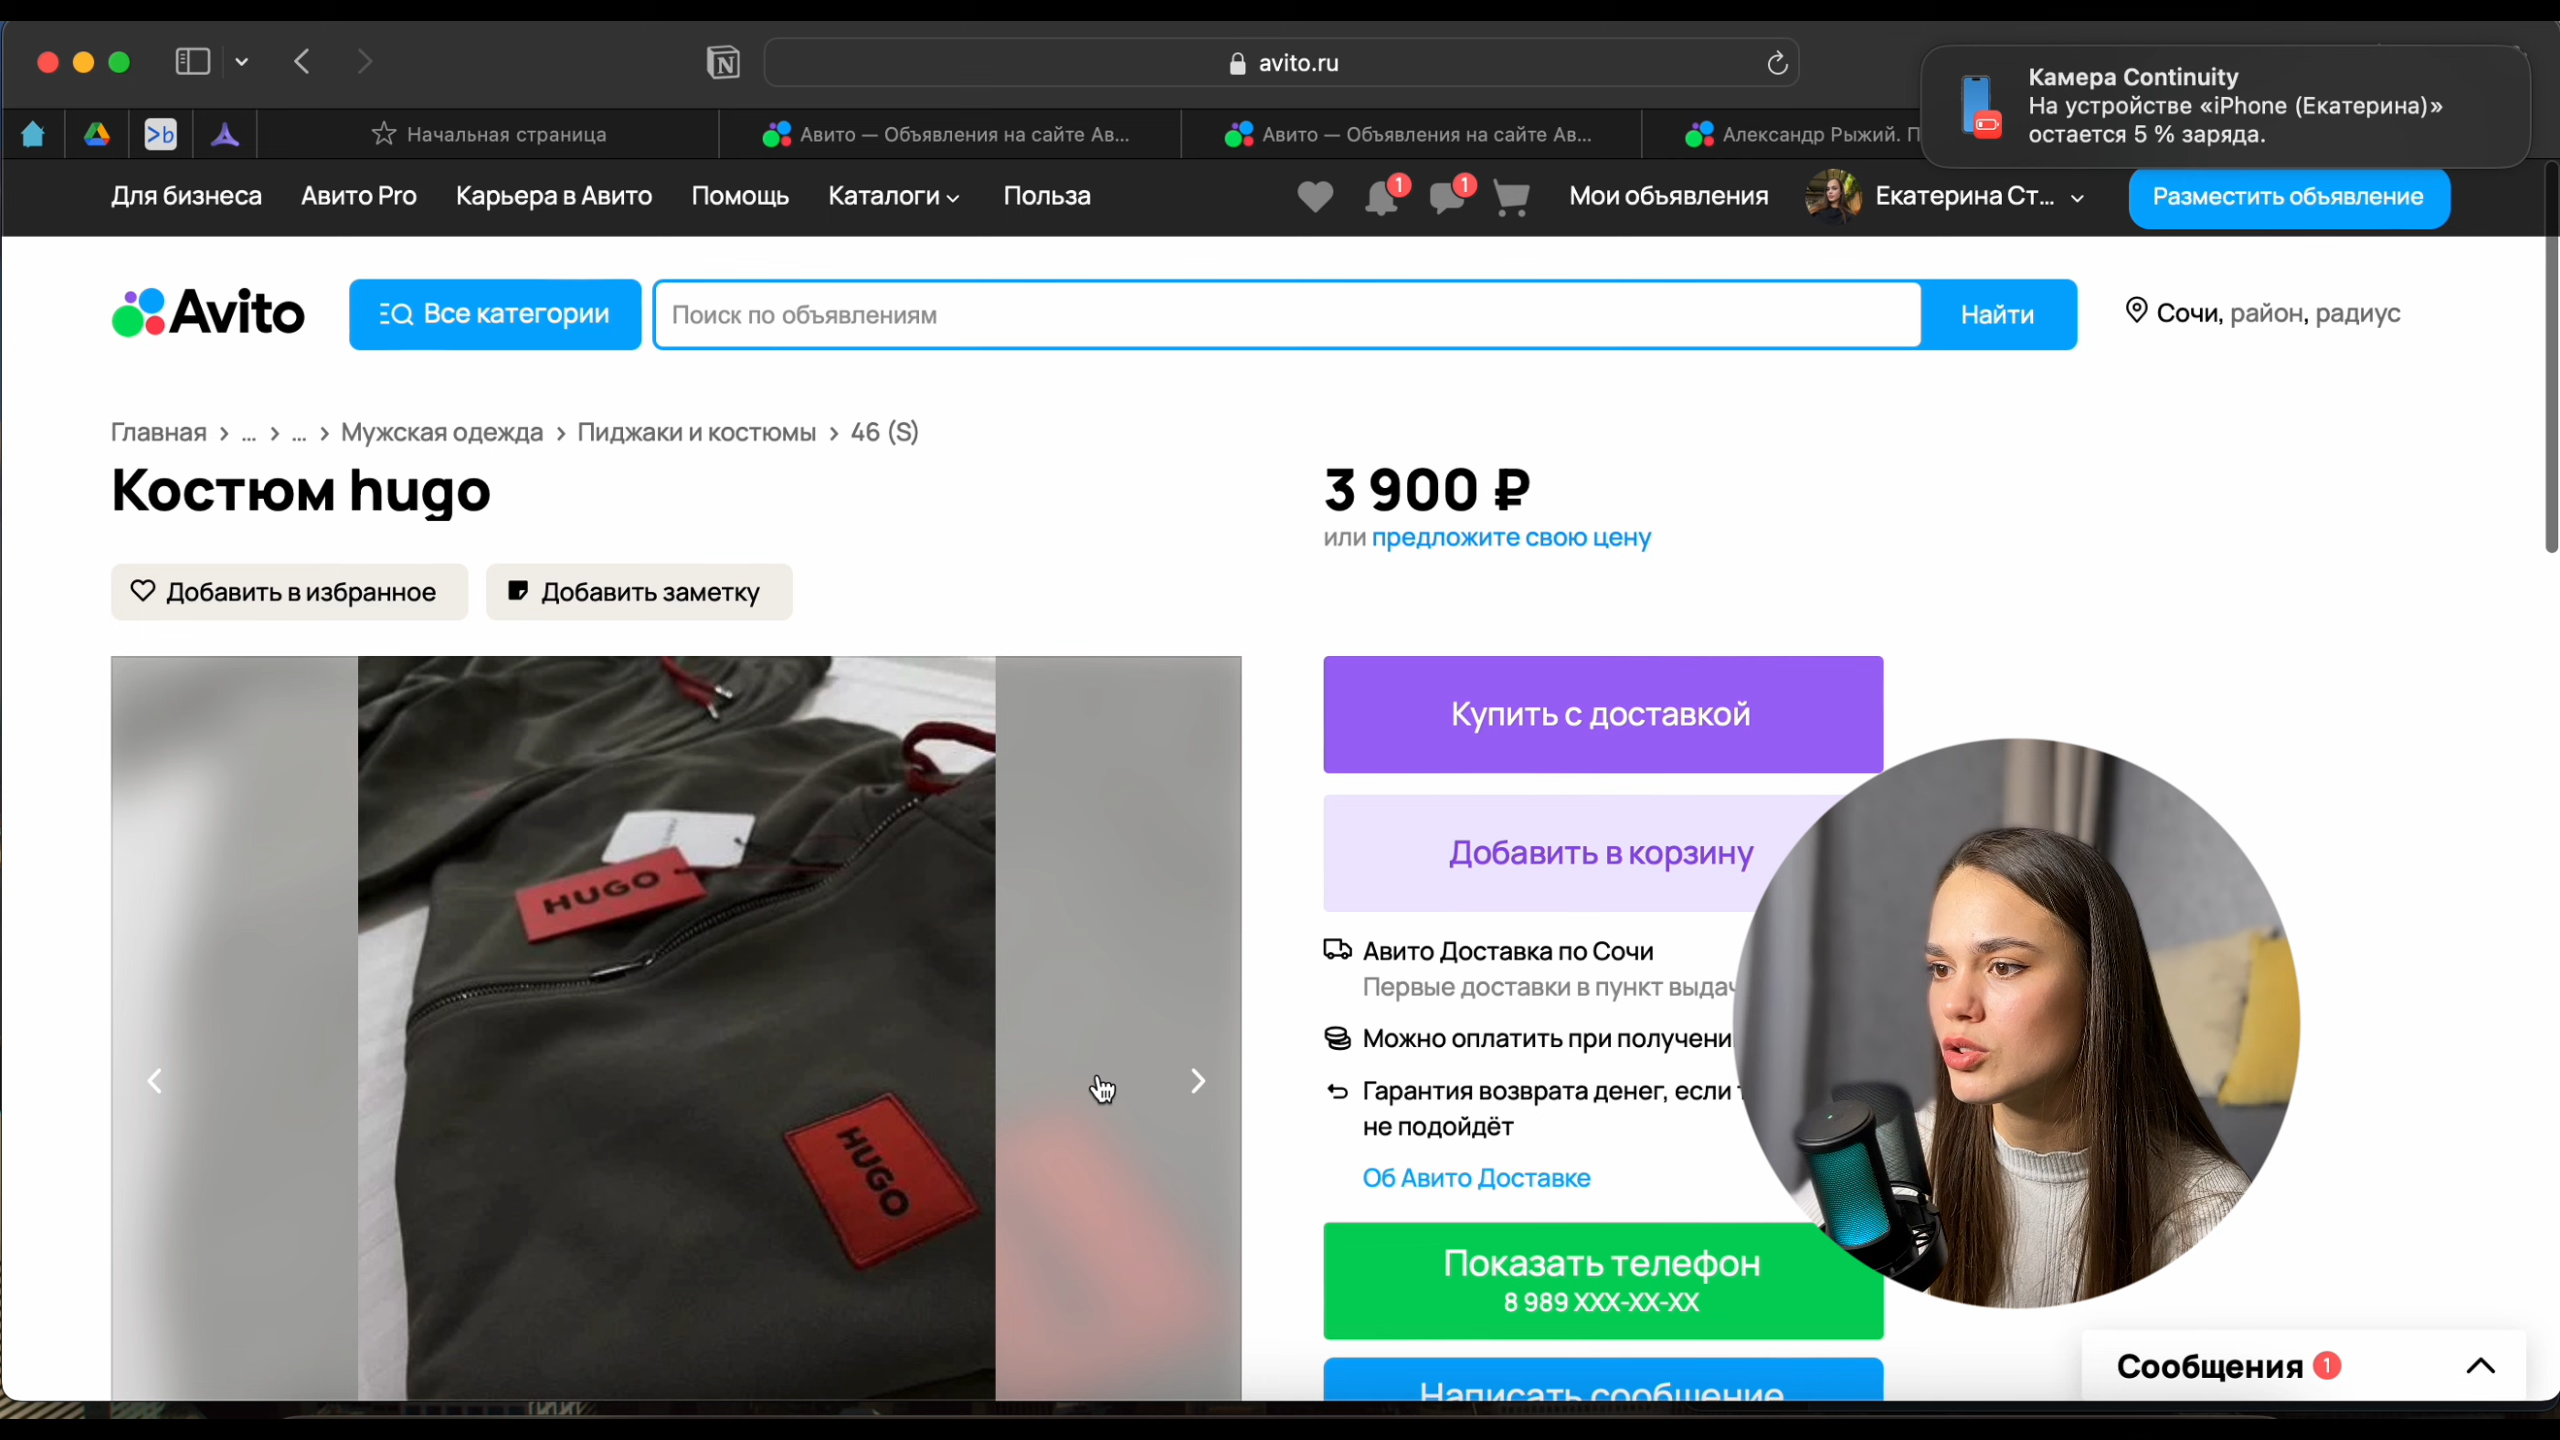 avito.ru
Камера Continuity
На устройстве «iPhone (Екатерина)»
остается 5 % заряда.
Начальная страница
Авито — Объявления на сайте Ав...
Авито — Объявления на сайте Ав...
Александр Рыжий. П
Для бизнеса
Авито Pro
Карьера в Авито
Помощь
Каталоги
Польза
1
1
Мои объявления
Екатерина Ст...
Разместить объявление
Avito
Все категории
Поиск по объявлениям
Найти
Сочи, район, радиус
Главная › ... › ... › Мужская одежда › Пиджаки и костюмы › 46 (S)
Костюм hugo
3 900 ₽
или предложите свою цену
Добавить в избранное
Добавить заметку
HUGO
HUGO
Купить с доставкой
Добавить в корзину
Авито Доставка по Сочи
Первые доставки в пункт выдач
Можно оплатить при получени
Гарантия возврата денег, если
не подойдёт
Об Авито Доставке
Показать телефон
8 989 XXX-XX-XX
Написать сообщение
Сообщения 1